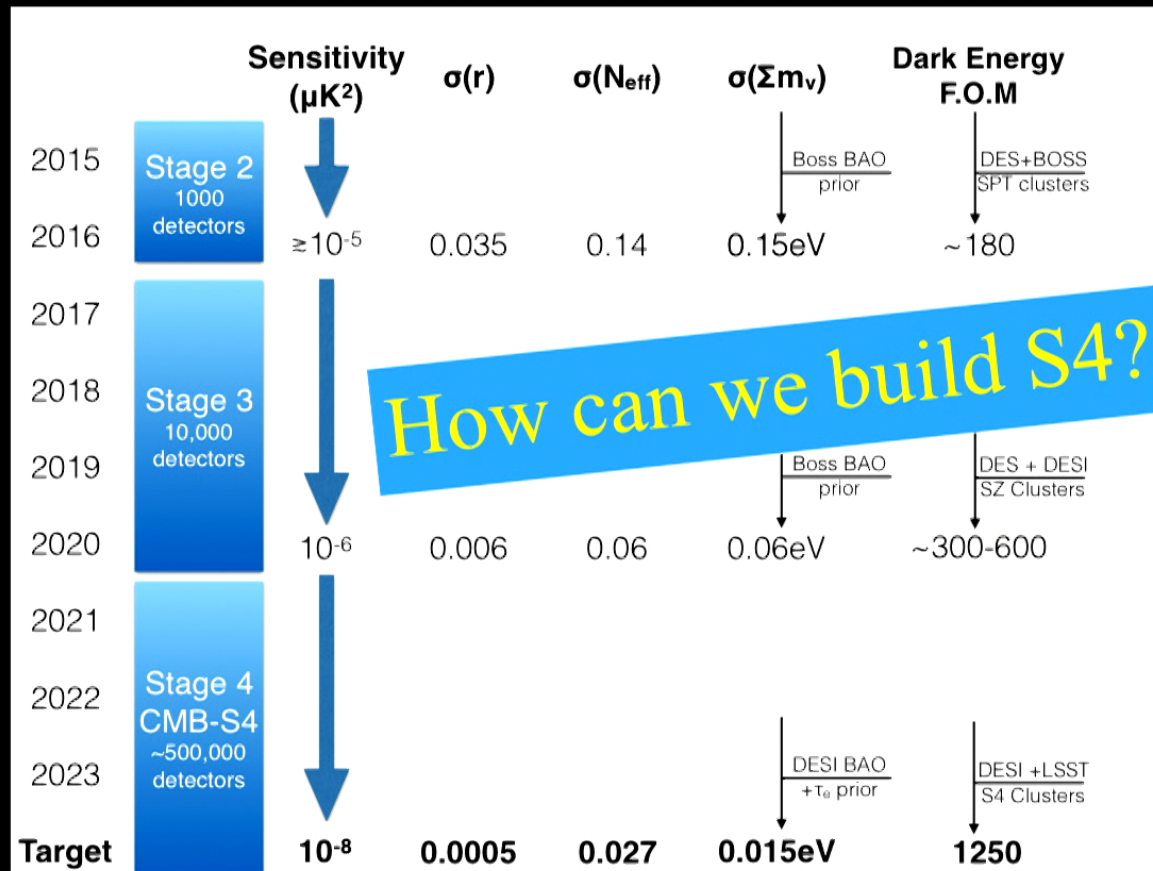 Sensitivity
(μK²)
σ(r)
σ(Neff)
σ(Σmν)
Dark Energy
F.O.M
2015
Stage 2
1000
detectors
Boss BAO
prior
DES+BOSS
SPT clusters
2016
≥10⁻⁵
0.035
0.14
0.15eV
~180
2017
2018
Stage 3
10,000
detectors
How can we build S4?
2019
Boss BAO
prior
DES + DESI
SZ Clusters
2020
10⁻⁶
0.006
0.06
0.06eV
~300-600
2021
2022
Stage 4
CMB-S4
~500,000
detectors
2023
DESI BAO
+τe prior
DESI +LSST
S4 Clusters
Target
10⁻⁸
0.0005
0.027
0.015eV
1250